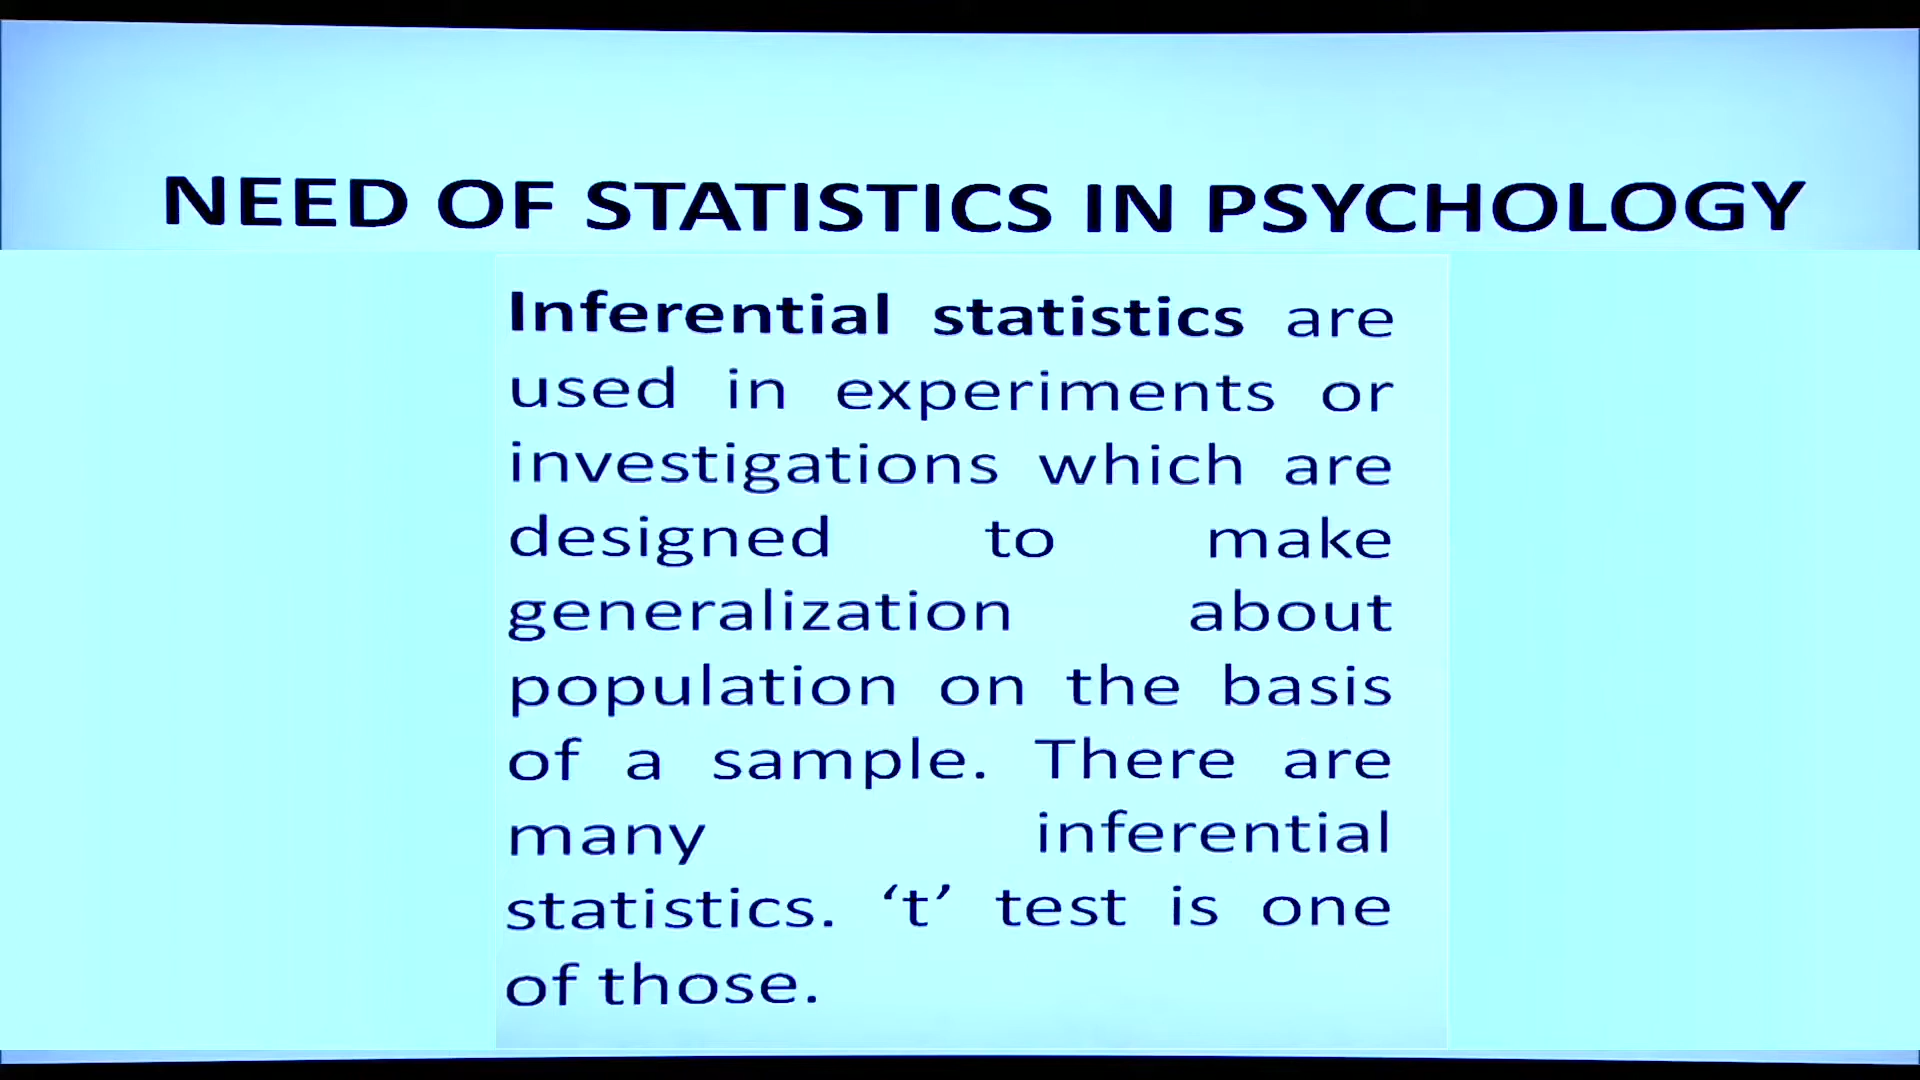 NEED OF STATISTICS IN PSYCHOLOGY
Inferential statistics are
used in experiments or
investigations which are
designed to make
generalization about
population on the basis
of a sample. There are
many inferential
statistics. ‘t’ test is one
of those.